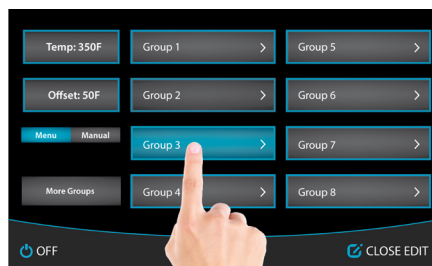 Temp: 350F
Group 1
Group 5
Offset: 50F
Group 2
Group 6
Menu
Manual
Group 3
Group 7
More Groups
Group 4
Group 8
OFF
CLOSE EDIT